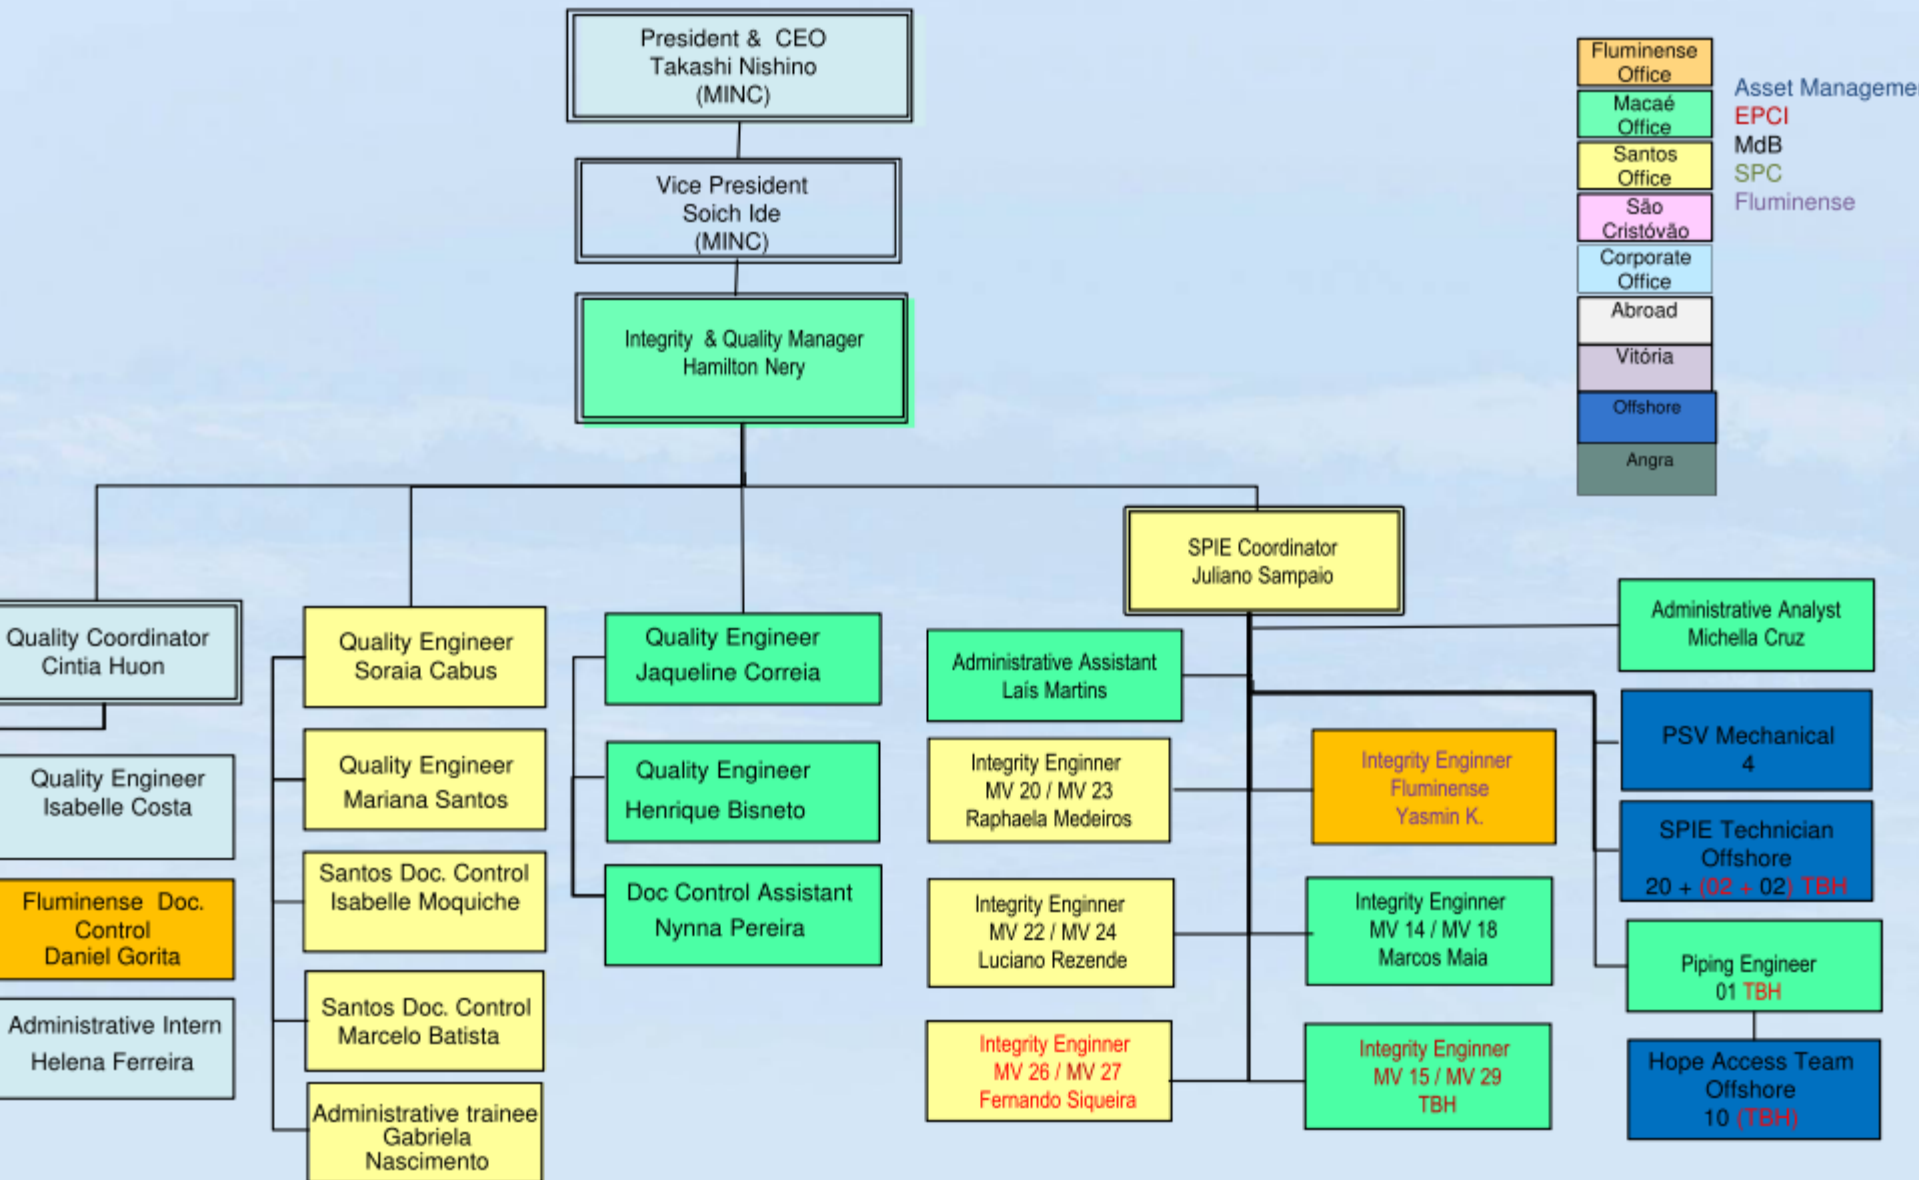 President & CEO
Takashi Nishino
(MINC)
Vice President
Soich Ide
(MINC)
Integrity & Quality Manager
Hamilton Nery
Fluminense
Office
Macaé
Office
Santos
Office
São
Cristóvão
Corporate
Office
Abroad
Vitória
Offshore
Angra
Asset Managemen
EPCI
MdB
SPC
Fluminense
Quality Coordinator
Cintia Huon
Quality Engineer
Isabelle Costa
Fluminense Doc.
Control
Daniel Gorita
Administrative Intern
Helena Ferreira
Quality Engineer
Soraia Cabus
Quality Engineer
Mariana Santos
Santos Doc. Control
Isabelle Moquiche
Santos Doc. Control
Marcelo Batista
Administrative trainee
Gabriela
Nascimento
Quality Engineer
Jaqueline Correia
Quality Engineer
Henrique Bisneto
Doc Control Assistant
Nynna Pereira
SPIE Coordinator
Juliano Sampaio
Administrative Assistant
Laís Martins
Integrity Enginner
MV 20 / MV 23
Raphaela Medeiros
Integrity Enginner
MV 22 / MV 24
Luciano Rezende
Integrity Enginner
MV 26 / MV 27
Fernando Siqueira
Integrity Enginner
Fluminense
Yasmin K.
Integrity Enginner
MV 14 / MV 18
Marcos Maia
Integrity Enginner
MV 15 / MV 29
TBH
Administrative Analyst
Michella Cruz
PSV Mechanical
4
SPIE Technician
Offshore
20 + (02 + 02) TBH
Piping Engineer
01 TBH
Hope Access Team
Offshore
10 (TBH)